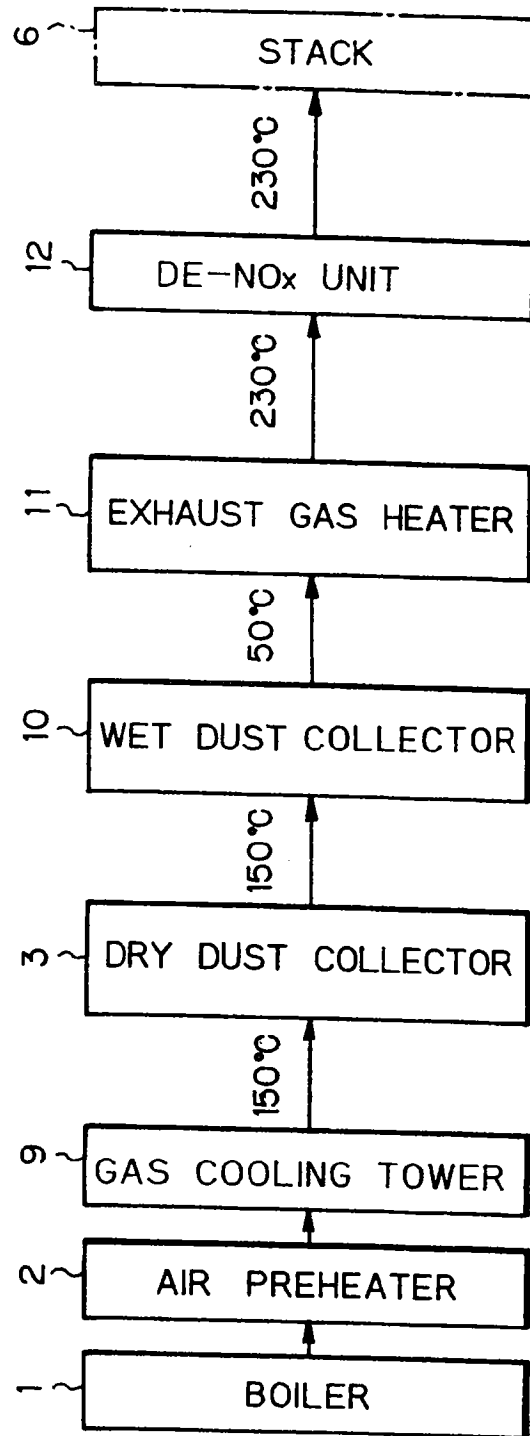 6
STACK
230℃
12
DE-NOx UNIT
230℃
11
EXHAUST GAS HEATER
50℃
10
WET DUST COLLECTOR
150℃
3
DRY DUST COLLECTOR
150℃
9
GAS COOLING TOWER
2
AIR PREHEATER
1
BOILER